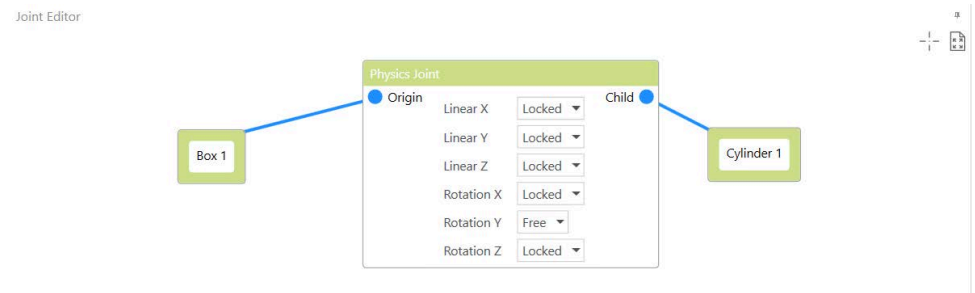 Joint Editor
Physics Joint
Origin
Child
Linear X Locked
Linear Y Locked
Linear Z Locked
Rotation X Locked
Rotation Y Free
Rotation Z Locked
Box 1
Cylinder 1